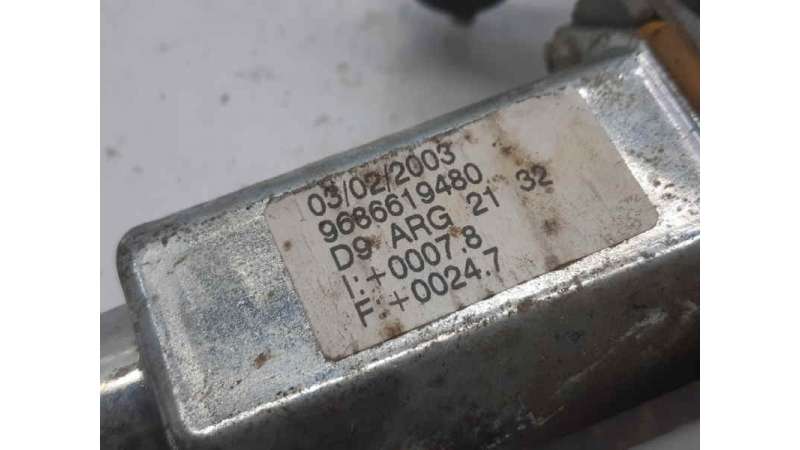 03/02/2003
9686619480
D9 ARG 21 32
I:+0007.8
F:+0024.7